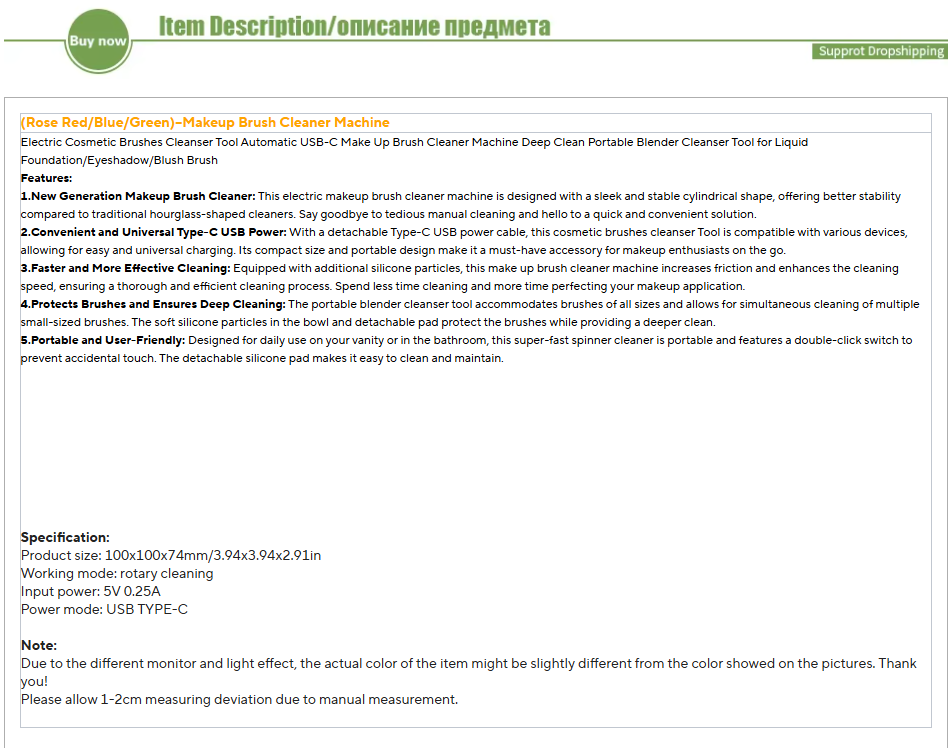 Buy now
Item Description/описание предмета
Supprot Dropshipping
(Rose Red/Blue/Green)-Makeup Brush Cleaner Machine
Electric Cosmetic Brushes Cleanser Tool Automatic USB-C Make Up Brush Cleaner Machine Deep Clean Portable Blender Cleanser Tool for Liquid
Foundation/Eyeshadow/Blush Brush
Features:
1.New Generation Makeup Brush Cleaner: This electric makeup brush cleaner machine is designed with a sleek and stable cylindrical shape, offering better stability
compared to traditional hourglass-shaped cleaners. Say goodbye to tedious manual cleaning and hello to a quick and convenient solution.
2.Convenient and Universal Type-C USB Power: With a detachable Type-C USB power cable, this cosmetic brushes cleanser Tool is compatible with various devices,
allowing for easy and universal charging. Its compact size and portable design make it a must-have accessory for makeup enthusiasts on the go.
3.Faster and More Effective Cleaning: Equipped with additional silicone particles, this make up brush cleaner machine increases friction and enhances the cleaning
speed, ensuring a thorough and efficient cleaning process. Spend less time cleaning and more time perfecting your makeup application.
4.Protects Brushes and Ensures Deep Cleaning: The portable blender cleanser tool accommodates brushes of all sizes and allows for simultaneous cleaning of multiple
small-sized brushes. The soft silicone particles in the bowl and detachable pad protect the brushes while providing a deeper clean.
5.Portable and User-Friendly: Designed for daily use on your vanity or in the bathroom, this super-fast spinner cleaner is portable and features a double-click switch to
prevent accidental touch. The detachable silicone pad makes it easy to clean and maintain.
Specification:
Product size: 100x100x74mm/3.94x3.94x2.91in
Working mode: rotary cleaning
Input power: 5V 0.25A
Power mode: USB TYPE-C
Note:
Due to the different monitor and light effect, the actual color of the item might be slightly different from the color showed on the pictures. Thank
you!
Please allow 1-2cm measuring deviation due to manual measurement.